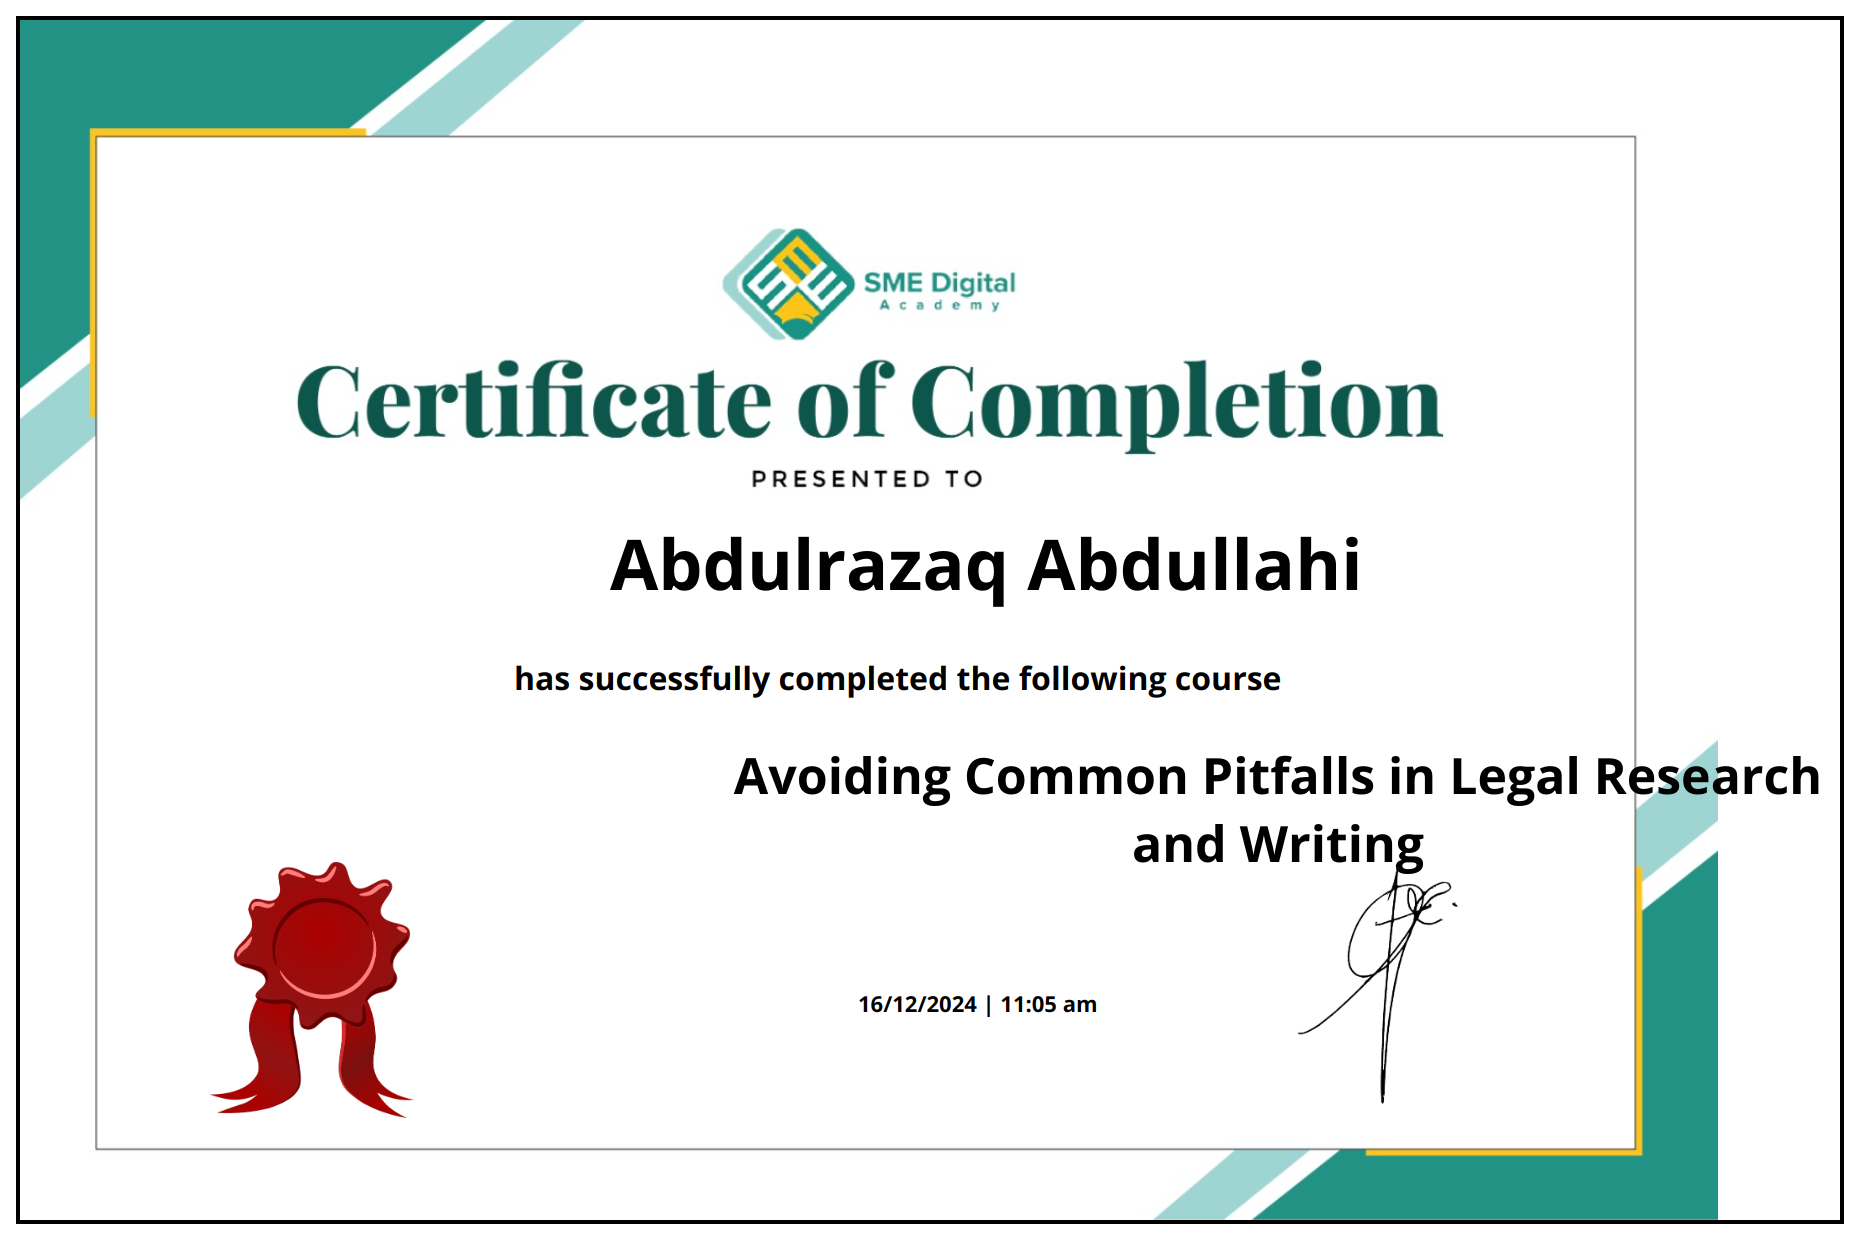 SME Digital
Academy
Certificate of Completion
PRESENTED TO
Abdulrazaq Abdullahi
has successfully completed the following course
Avoiding Common Pitfalls in Legal Research
and Writing
16/12/2024 | 11:05 am